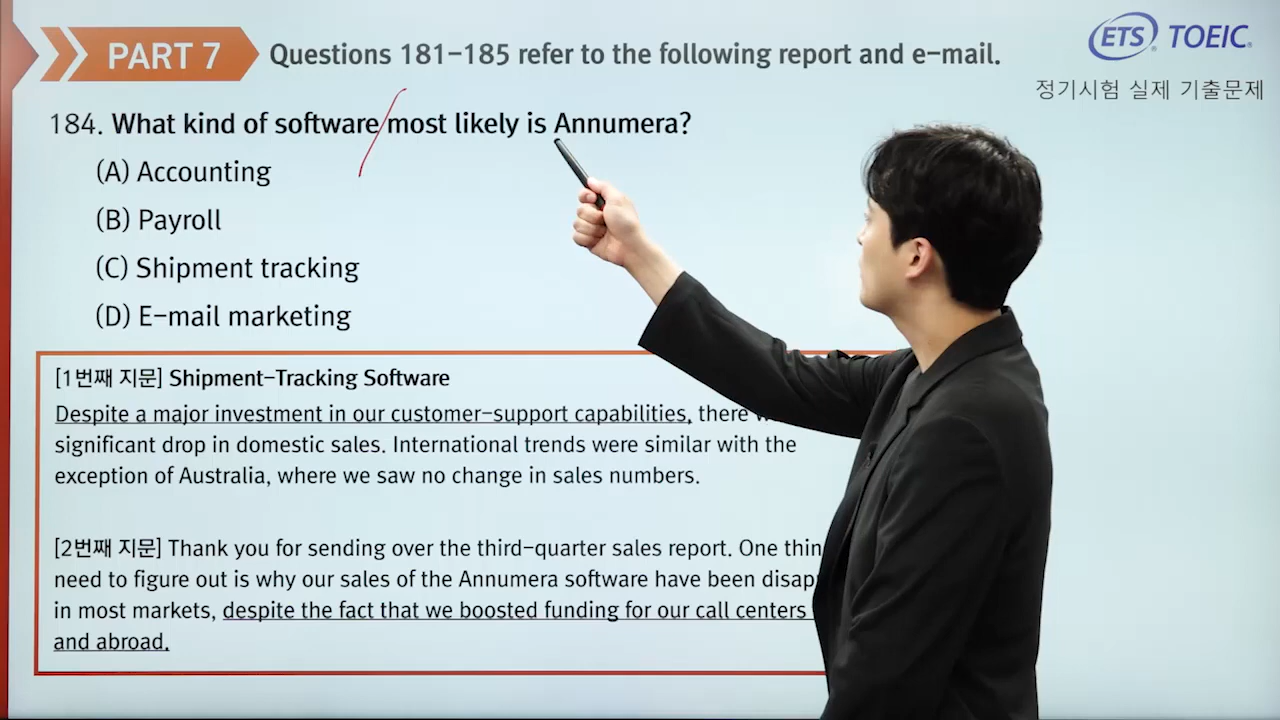 PART 7
Questions 181-185 refer to the following report and e-mail.
ETS® TOEIC®
정기시험 실제 기출문제
184. What kind of software most likely is Annumera?
(A) Accounting
(B) Payroll
(C) Shipment tracking
(D) E-mail marketing
[1번째 지문] Shipment-Tracking Software
Despite a major investment in our customer-support capabilities, there
significant drop in domestic sales. International trends were similar with the
exception of Australia, where we saw no change in sales numbers.
[2번째 지문] Thank you for sending over the third-quarter sales report. One
need to figure out is why our sales of the Annumera software have been
in most markets, despite the fact that we boosted funding for our call centers
and abroad.